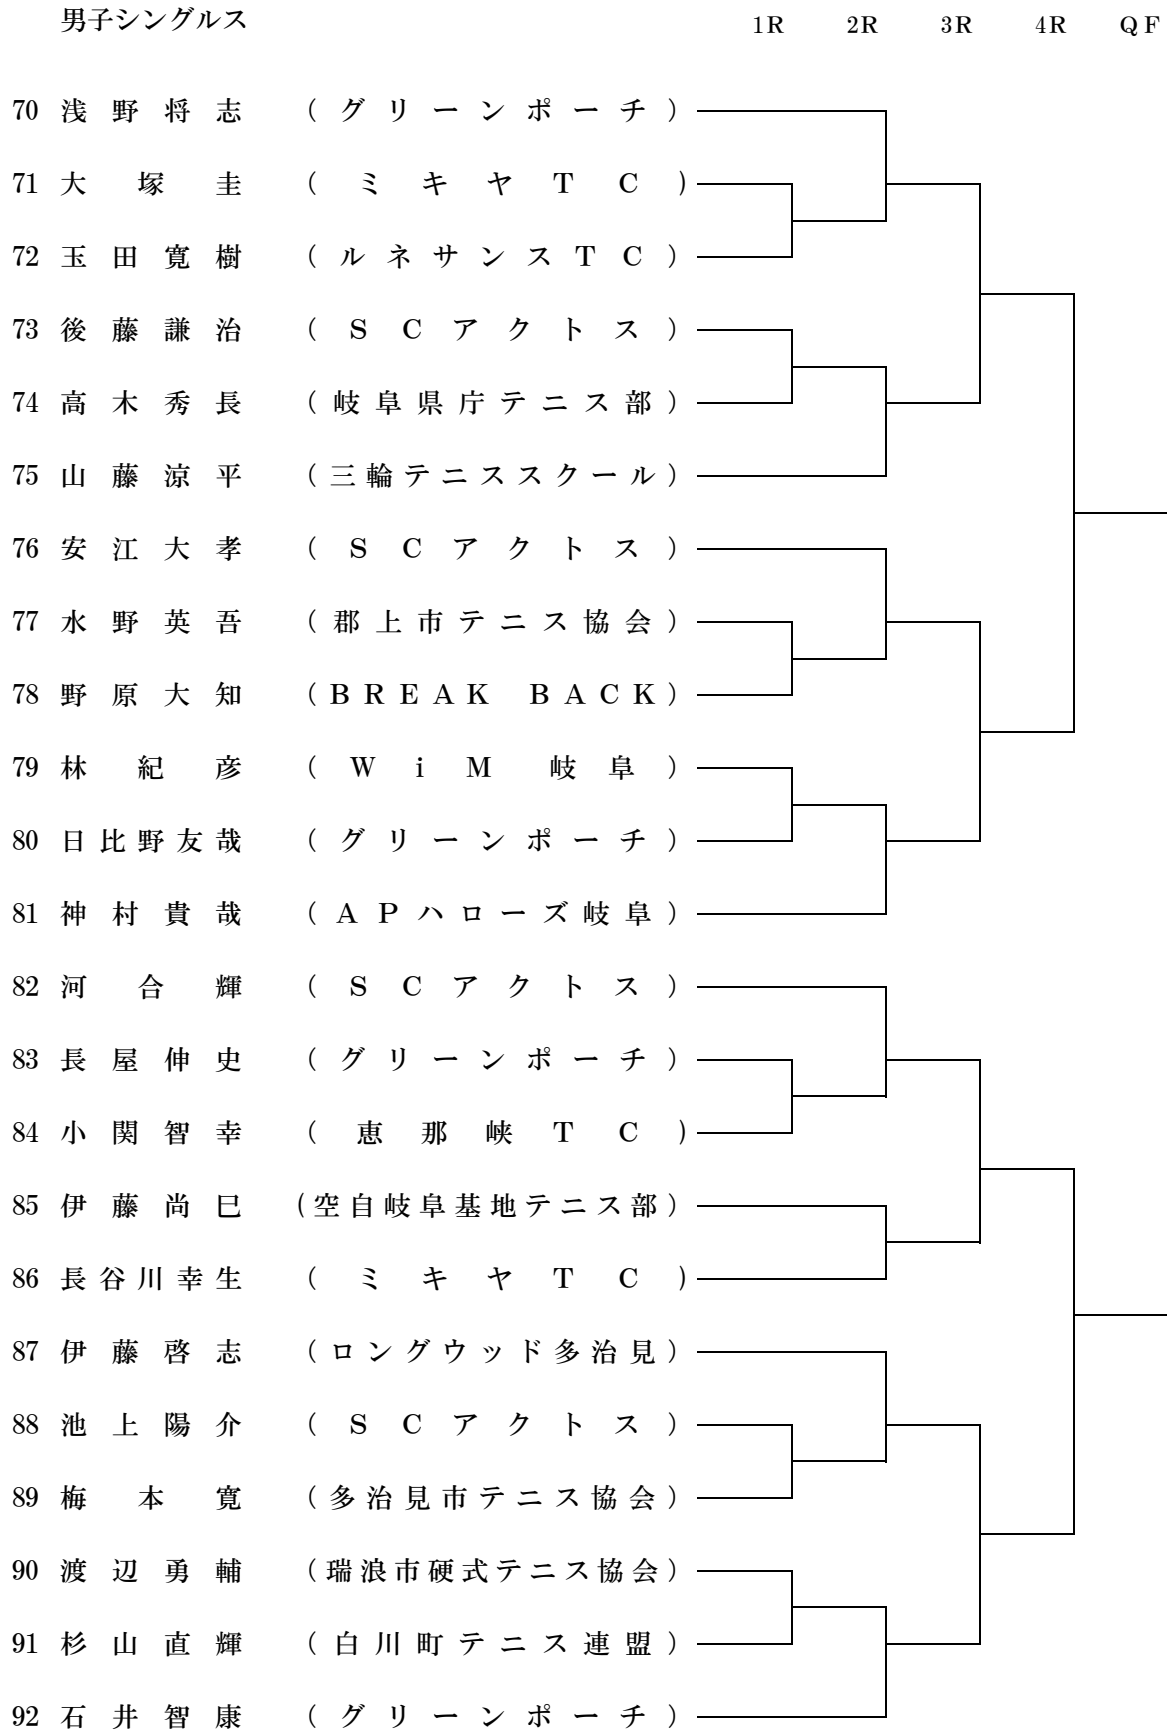 男子シングルス 1R 2R 3R 4R QF
70 浅野将志 (グリーンポーチ)
71 大塚圭 (ミキヤTC)
72 玉田寛樹 (ルネサンスTC)
73 後藤謙治 (SCアクトス)
74 高木秀長 (岐阜県庁テニス部)
75 山藤涼平 (三輪テニススクール)
76 安江大孝 (SCアクトス)
77 水野英吾 (郡上市テニス協会)
78 野原大知 (BREAK BACK)
79 林紀彦 (WiM 岐阜)
80 日比野友哉 (グリーンポーチ)
81 神村貴哉 (APハローズ岐阜)
82 河合輝 (SCアクトス)
83 長屋伸史 (グリーンポーチ)
84 小関智幸 (恵那峡TC)
85 伊藤尚巳 (空自岐阜基地テニス部)
86 長谷川幸生 (ミキヤTC)
87 伊藤啓志 (ロングウッド多治見)
88 池上陽介 (SCアクトス)
89 梅本寛 (多治見市テニス協会)
90 渡辺勇輔 (瑞浪市硬式テニス協会)
91 杉山直輝 (白川町テニス連盟)
92 石井智康 (グリーンポーチ)